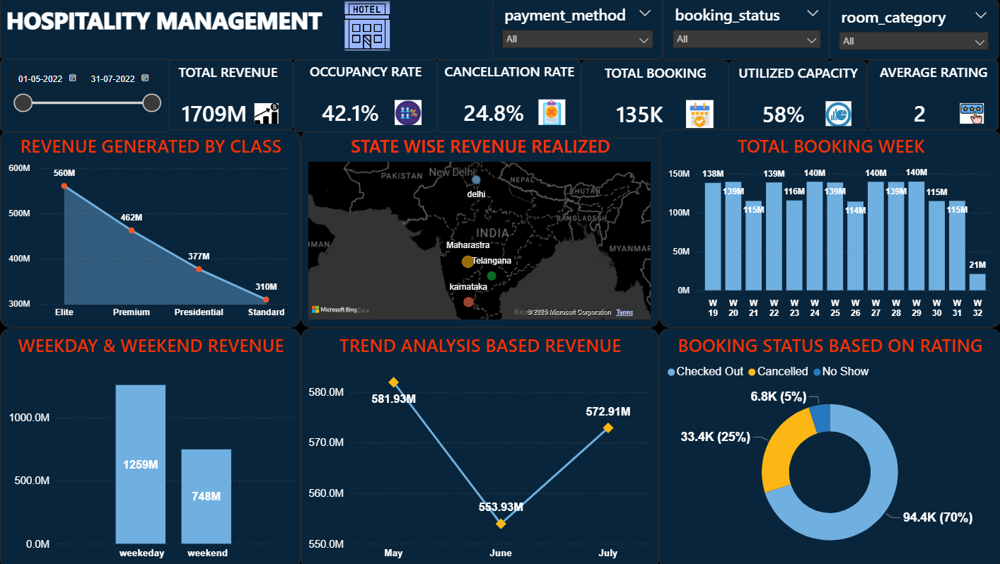 HOSPITALITY MANAGEMENT
HOTEL
payment_method
All
booking_status
All
room_category
All
01-05-2022
31-07-2022
TOTAL REVENUE
1709M
OCCUPANCY RATE
42.1%
CANCELLATION RATE
24.8%
TOTAL BOOKING
135K
UTILIZED CAPACITY
58%
AVERAGE RATING
2
REVENUE GENERATED BY CLASS
600M
500M
400M
300M
560M
462M
377M
310M
Elite
Premium
Presidential
Standard
STATE WISE REVENUE REALIZED
PAKISTAN
New Delhi
NEPAL
delhi
BHUTAN
BANGLADESH
INDIA
OMAN
Maharastra
MYANMAR
Telangana
karnataka
Microsoft Bing
Sea
Bay
© 2025 Microsoft Corporation
Terms
TOTAL BOOKING WEEK
150M
100M
50M
0M
138M
139M
115M
139M
116M
140M
139M
114M
140M
139M
140M
115M
115M
21M
W 19
W 20
W 21
W 22
W 23
W 24
W 25
W 26
W 27
W 28
W 29
W 30
W 31
W 32
WEEKDAY & WEEKEND REVENUE
1000.0M
500.0M
0.0M
1259M
748M
weekeday
weekend
TREND ANALYSIS BASED REVENUE
580.0M
570.0M
560.0M
550.0M
581.93M
553.93M
572.91M
May
June
July
BOOKING STATUS BASED ON RATING
Checked Out
Cancelled
No Show
6.8K (5%)
33.4K (25%)
94.4K (70%)